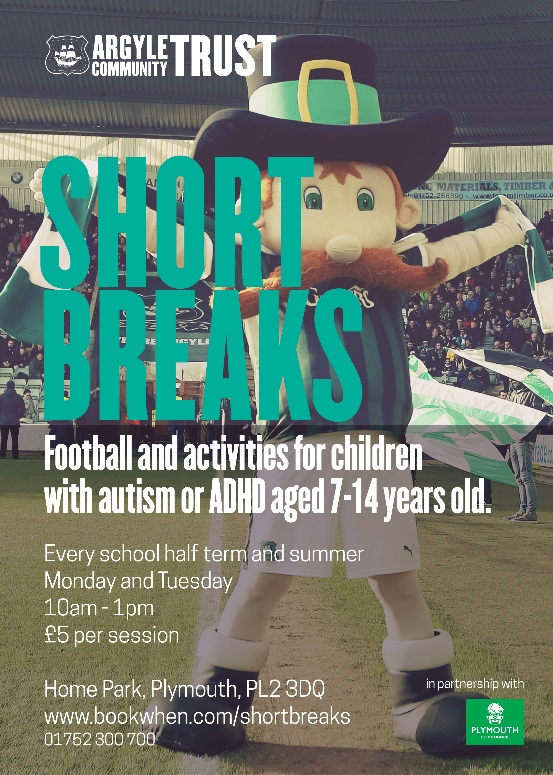 ARGYLE
COMMUNITY
TRUST
SHORT
BREAKS
Football and activities for children
with autism or ADHD aged 7-14 years old.
Every school half term and summer
Monday and Tuesday
10am - 1pm
£5 per session
Home Park, Plymouth, PL2 3DQ
www.bookwhen.com/shortbreaks
01752 300 700
in partnership with
PLYMOUTH
CITY COUNCIL